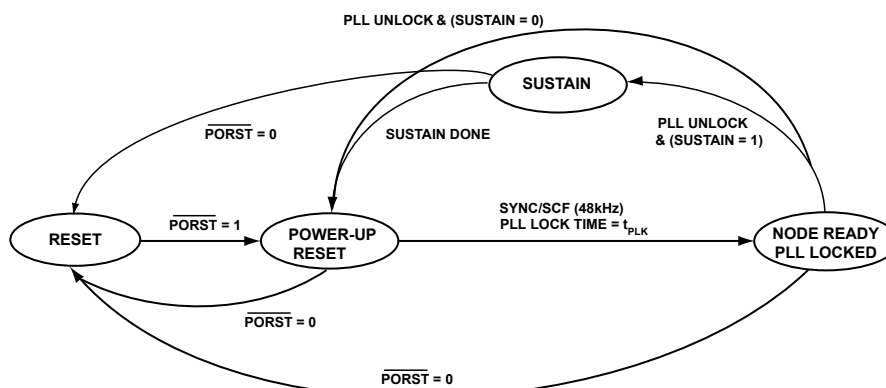 PLL UNLOCK & (SUSTAIN = 0)
SUSTAIN
PORST = 0
SUSTAIN DONE
PLL UNLOCK
& (SUSTAIN = 1)
RESET
PORST = 1
POWER-UP
RESET
SYNC/SCF (48kHz)
PLL LOCK TIME = tPLK
NODE READY
PLL LOCKED
PORST = 0
PORST = 0